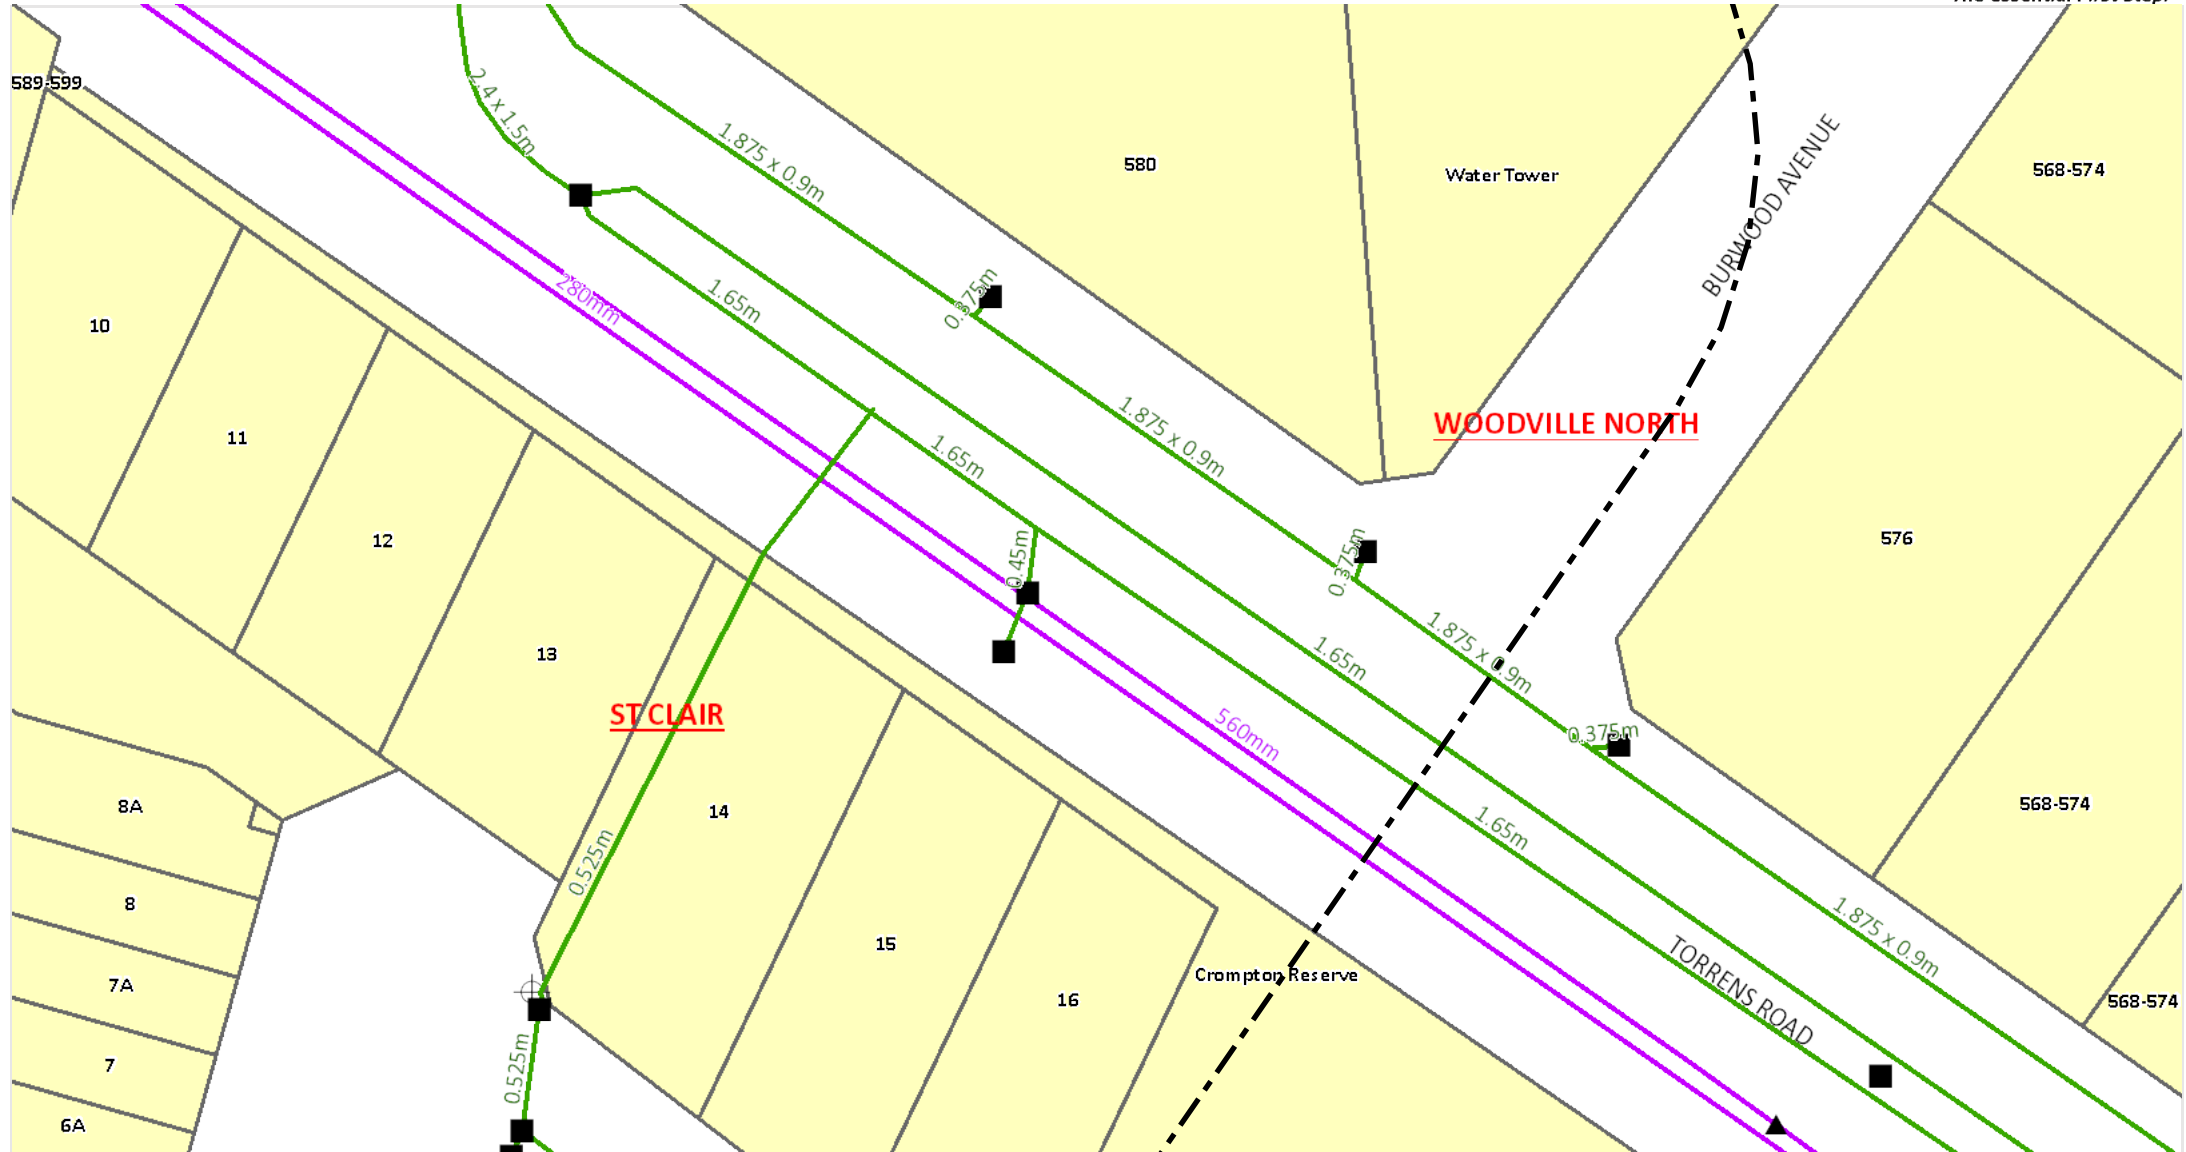 589-599
2.4 x 1.5m
1.875 x 0.9m
580
Water Tower
BURWOOD AVENUE
568-574
280mm
1.65m
0.375m
10
11
12
13
1.65m
1.875 x 0.9m
WOODVILLE NORTH
576
0.45m
0.375m
1.875 x 0.9m
1.65m
ST CLAIR
560mm
0.375m
8A
14
0.525m
1.65m
568-574
8
15
1.875 x 0.9m
7A
16
Crompton Reserve
TORRENS ROAD
568-574
7
0.525m
6A